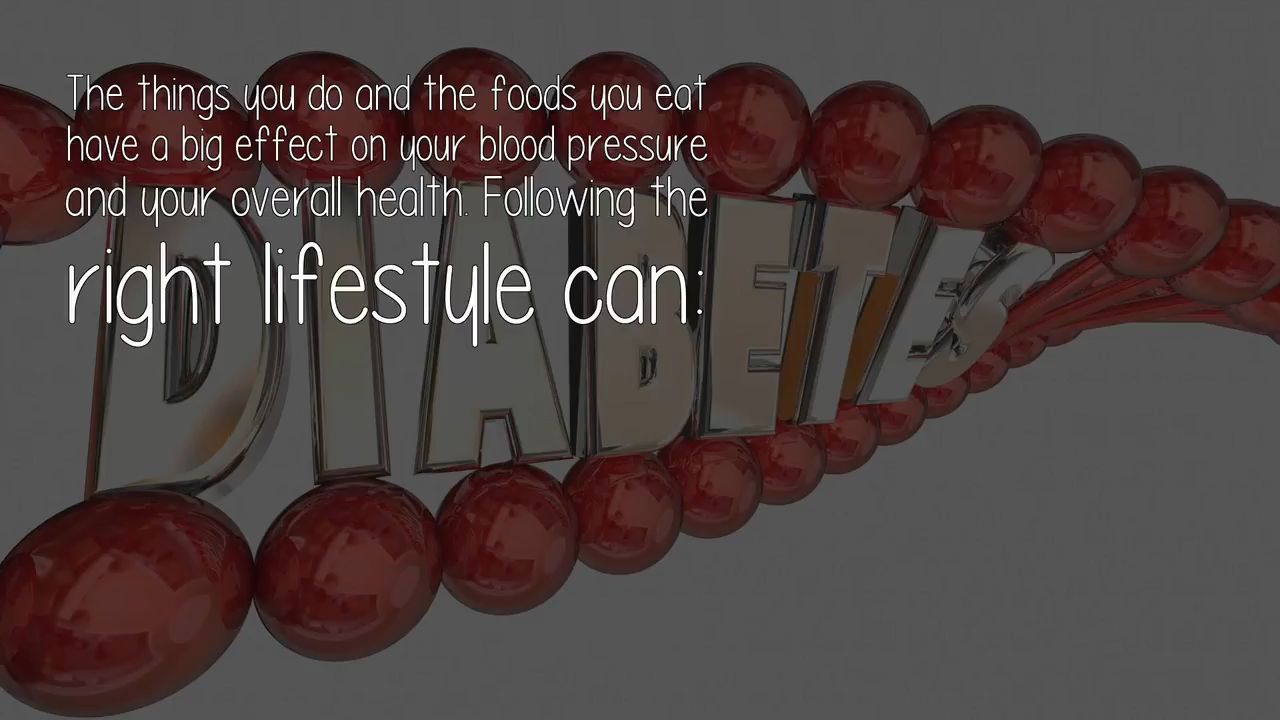 The things you do and the foods you eat
have a big effect on your blood pressure
and your overall health. Following the
right lifestyle can:
DIABETES